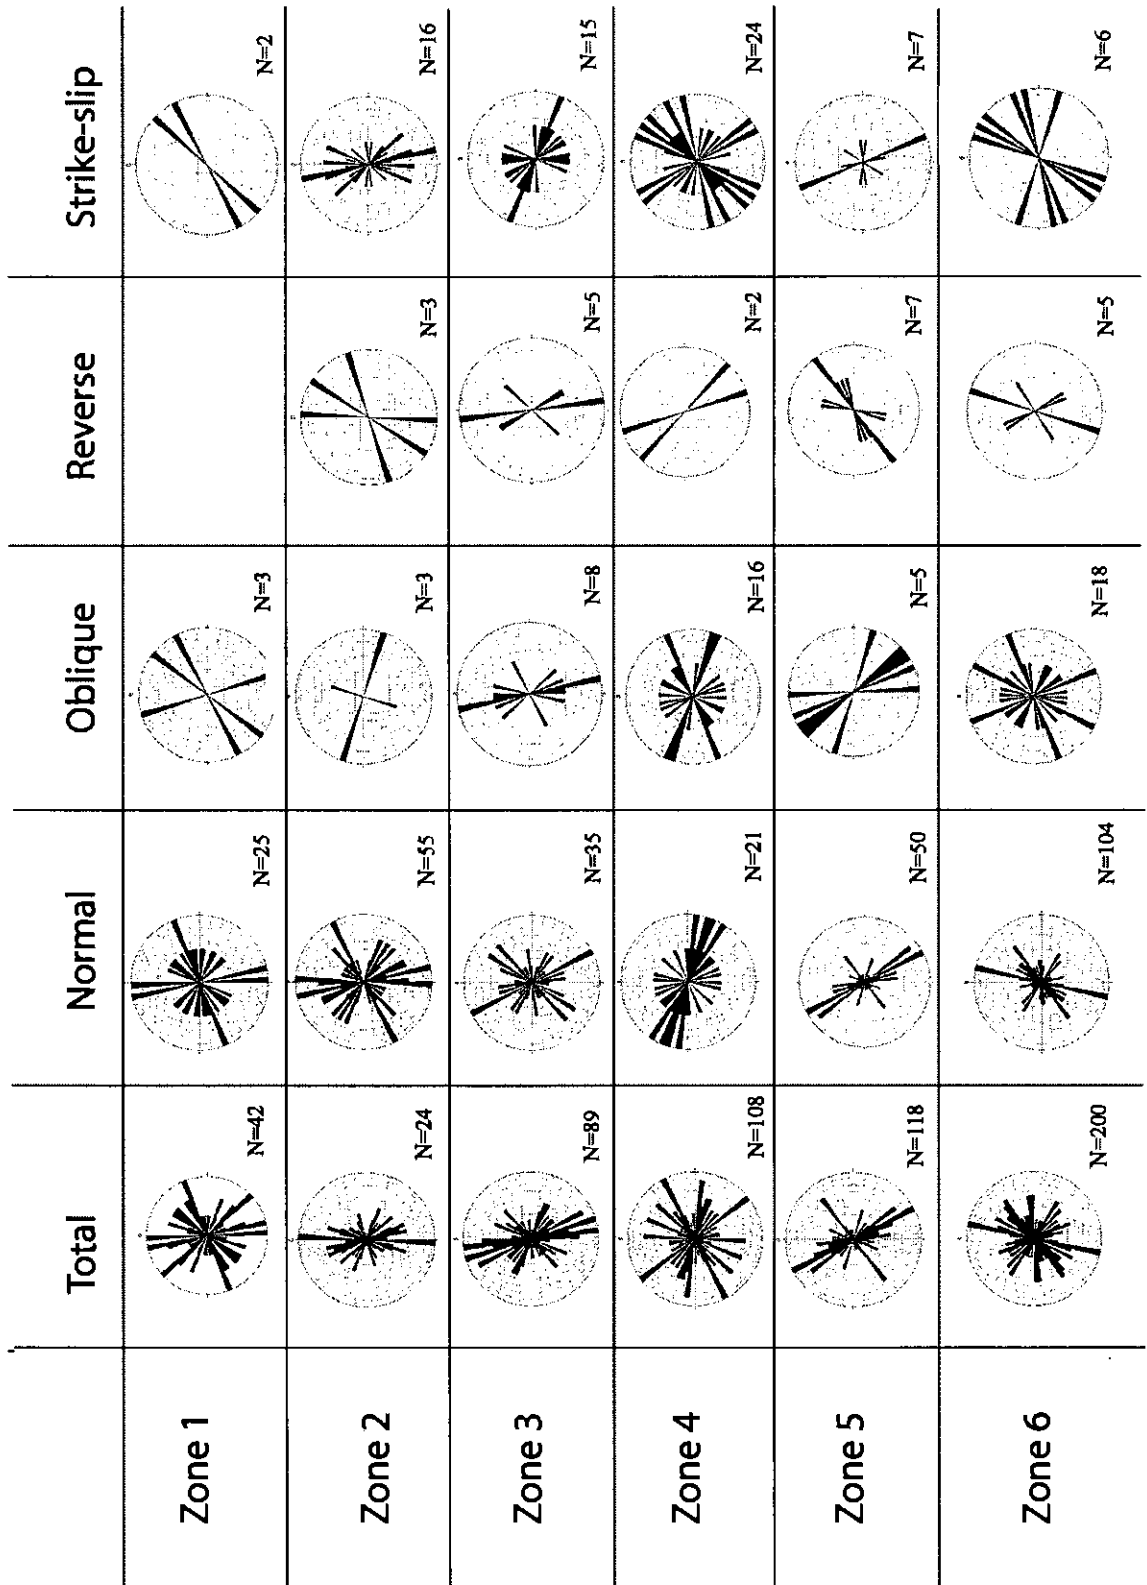 Total Normal Oblique Reverse Strike-slip
Zone 1 N=42 N=25 N=3 N=2
Zone 2 N=24 N=55 N=3 N=3 N=16
Zone 3 N=89 N=35 N=8 N=5 N=15
Zone 4 N=108 N=21 N=16 N=2 N=24
Zone 5 N=118 N=50 N=5 N=7 N=7
Zone 6 N=200 N=104 N=18 N=5 N=6